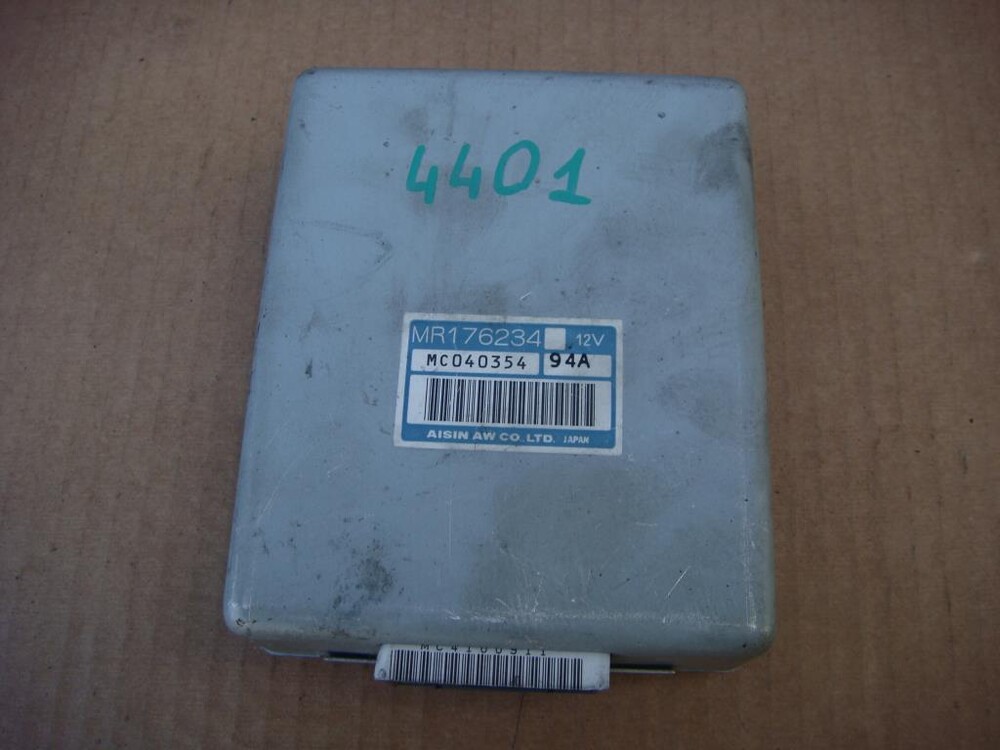 4401
MR176234 12V
MC040354 94A
AISIN AW CO.,LTD. JAPAN